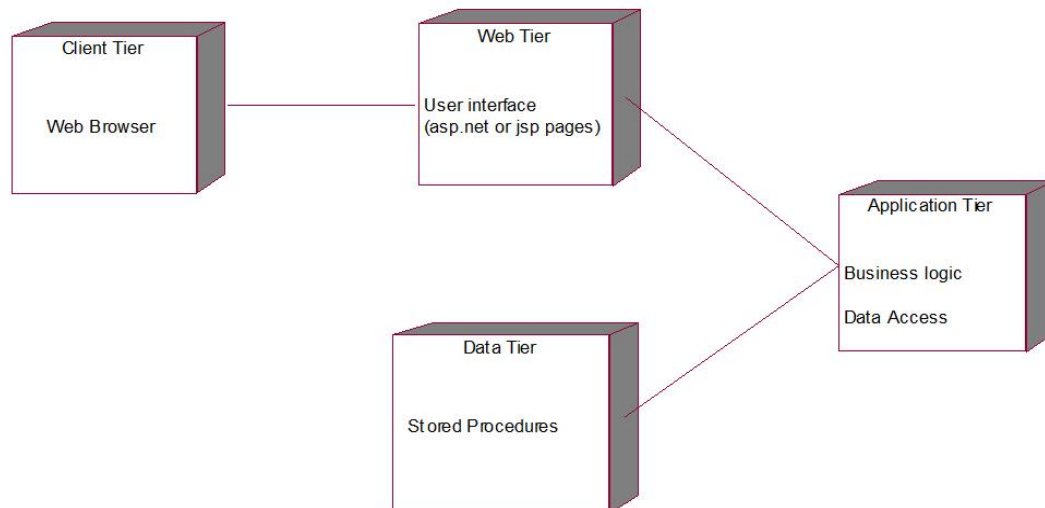 Client Tier
Web Browser
Web Tier
User interface
(asp.net or jsp pages)
Application Tier
Business logic
Data Access
Data Tier
Stored Procedures